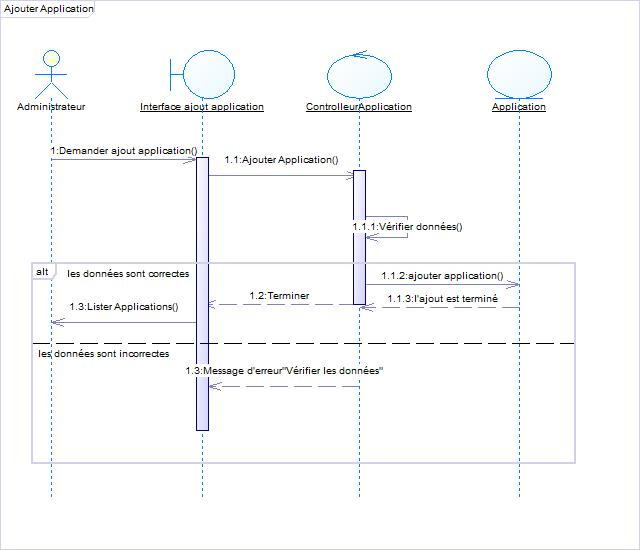 Ajouter Application
Administrateur
Interface ajout application
ControlleurApplication
Application
1:Demander ajout application()
1.1:Ajouter Application()
1.1.1:Vérifier données()
alt
les données sont correctes
1.1.2:ajouter application()
1.2:Terminer
1.1.3:l'ajout est terminé
1.3:Lister Applications()
les données sont incorrectes
1.3:Message d'erreur"Vérifier les données"